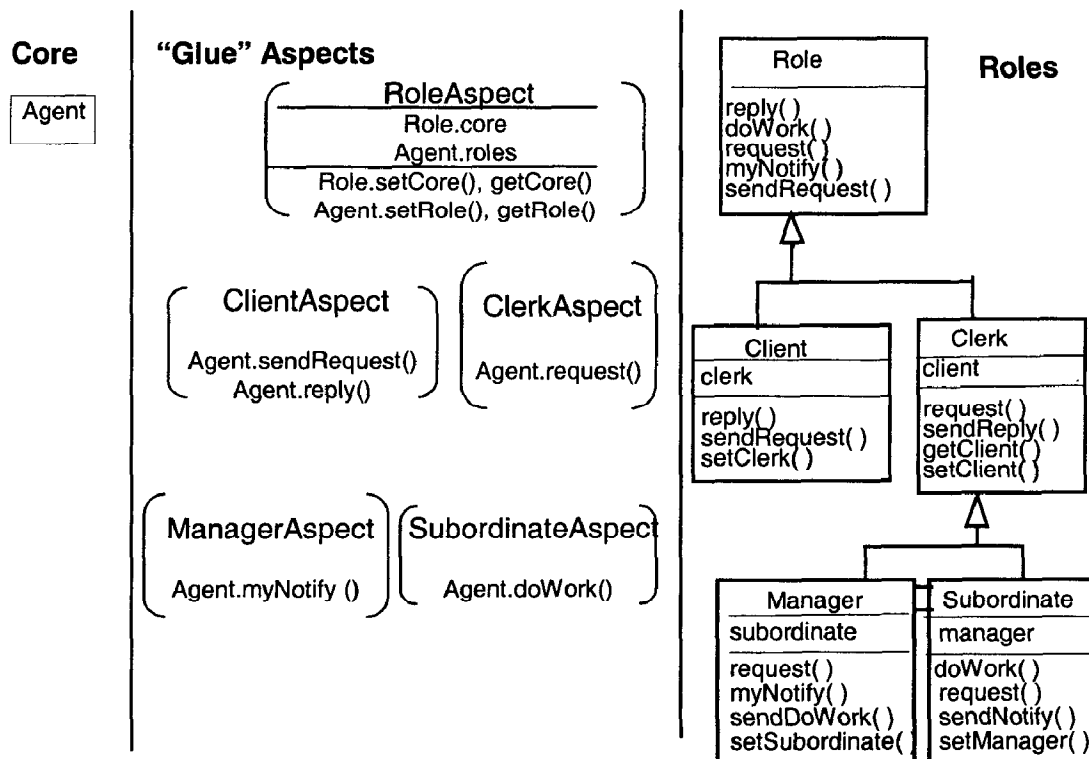 Core
Agent
“Glue” Aspects
RoleAspect
Role.core
Agent.roles
Role.setCore(), getCore()
Agent.setRole(), getRole()
ClientAspect
Agent.sendRequest()
Agent.reply()
ClerkAspect
Agent.request()
ManagerAspect
Agent.myNotify ()
SubordinateAspect
Agent.doWork()
Roles
Role
reply( )
doWork( )
request( )
myNotify( )
sendRequest( )
Client
clerk
reply( )
sendRequest( )
setClerk( )
Clerk
client
request( )
sendReply( )
getClient( )
setClient( )
Manager
subordinate
request( )
myNotify( )
sendDoWork( )
setSubordinate(
Subordinate
manager
doWork( )
request( )
sendNotify( )
setManager( )